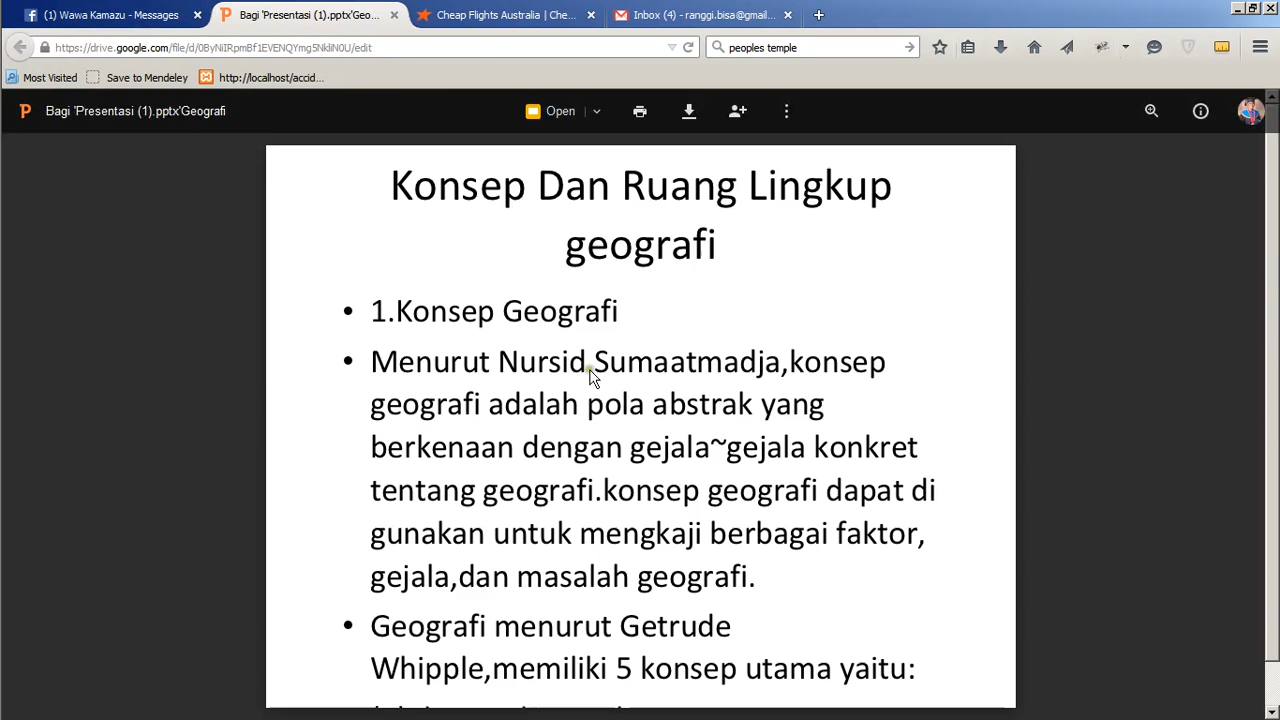 (1) Wawa Kamazu - Messages
Bagi 'Presentasi (1).pptx'Geo...
Cheap Flights Australia | Che...
Inbox (4) - ranggi.bisa@gmail...
https://drive.google.com/file/d/0ByNiIRpmBf1EVENQYmg5NkliN0U/edit
peoples temple
Most Visited
Save to Mendeley
http://localhost/accid...
Bagi 'Presentasi (1).pptx'Geografi
Open
Konsep Dan Ruang Lingkup
geografi
• 1.Konsep Geografi
• Menurut Nursid Sumaatmadja,konsep
geografi adalah pola abstrak yang
berkenaan dengan gejala~gejala konkret
tentang geografi.konsep geografi dapat di
gunakan untuk mengkaji berbagai faktor,
gejala,dan masalah geografi.
• Geografi menurut Getrude
Whipple,memiliki 5 konsep utama yaitu: